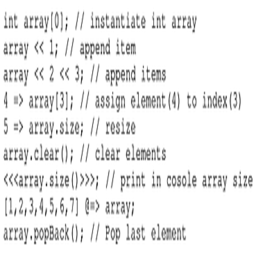 int array[0]; // instantiate int array
array << 1; // append item
array << 2 << 3; // append items
4 => array[3]; // assign element(4) to index(3)
5 => array.size; // resize
array.clear(); // clear elements
<<<array.size()>>>; // print in cosole array size
[1,2,3,4,5,6,7] @=> array;
array.popBack(); // Pop last element